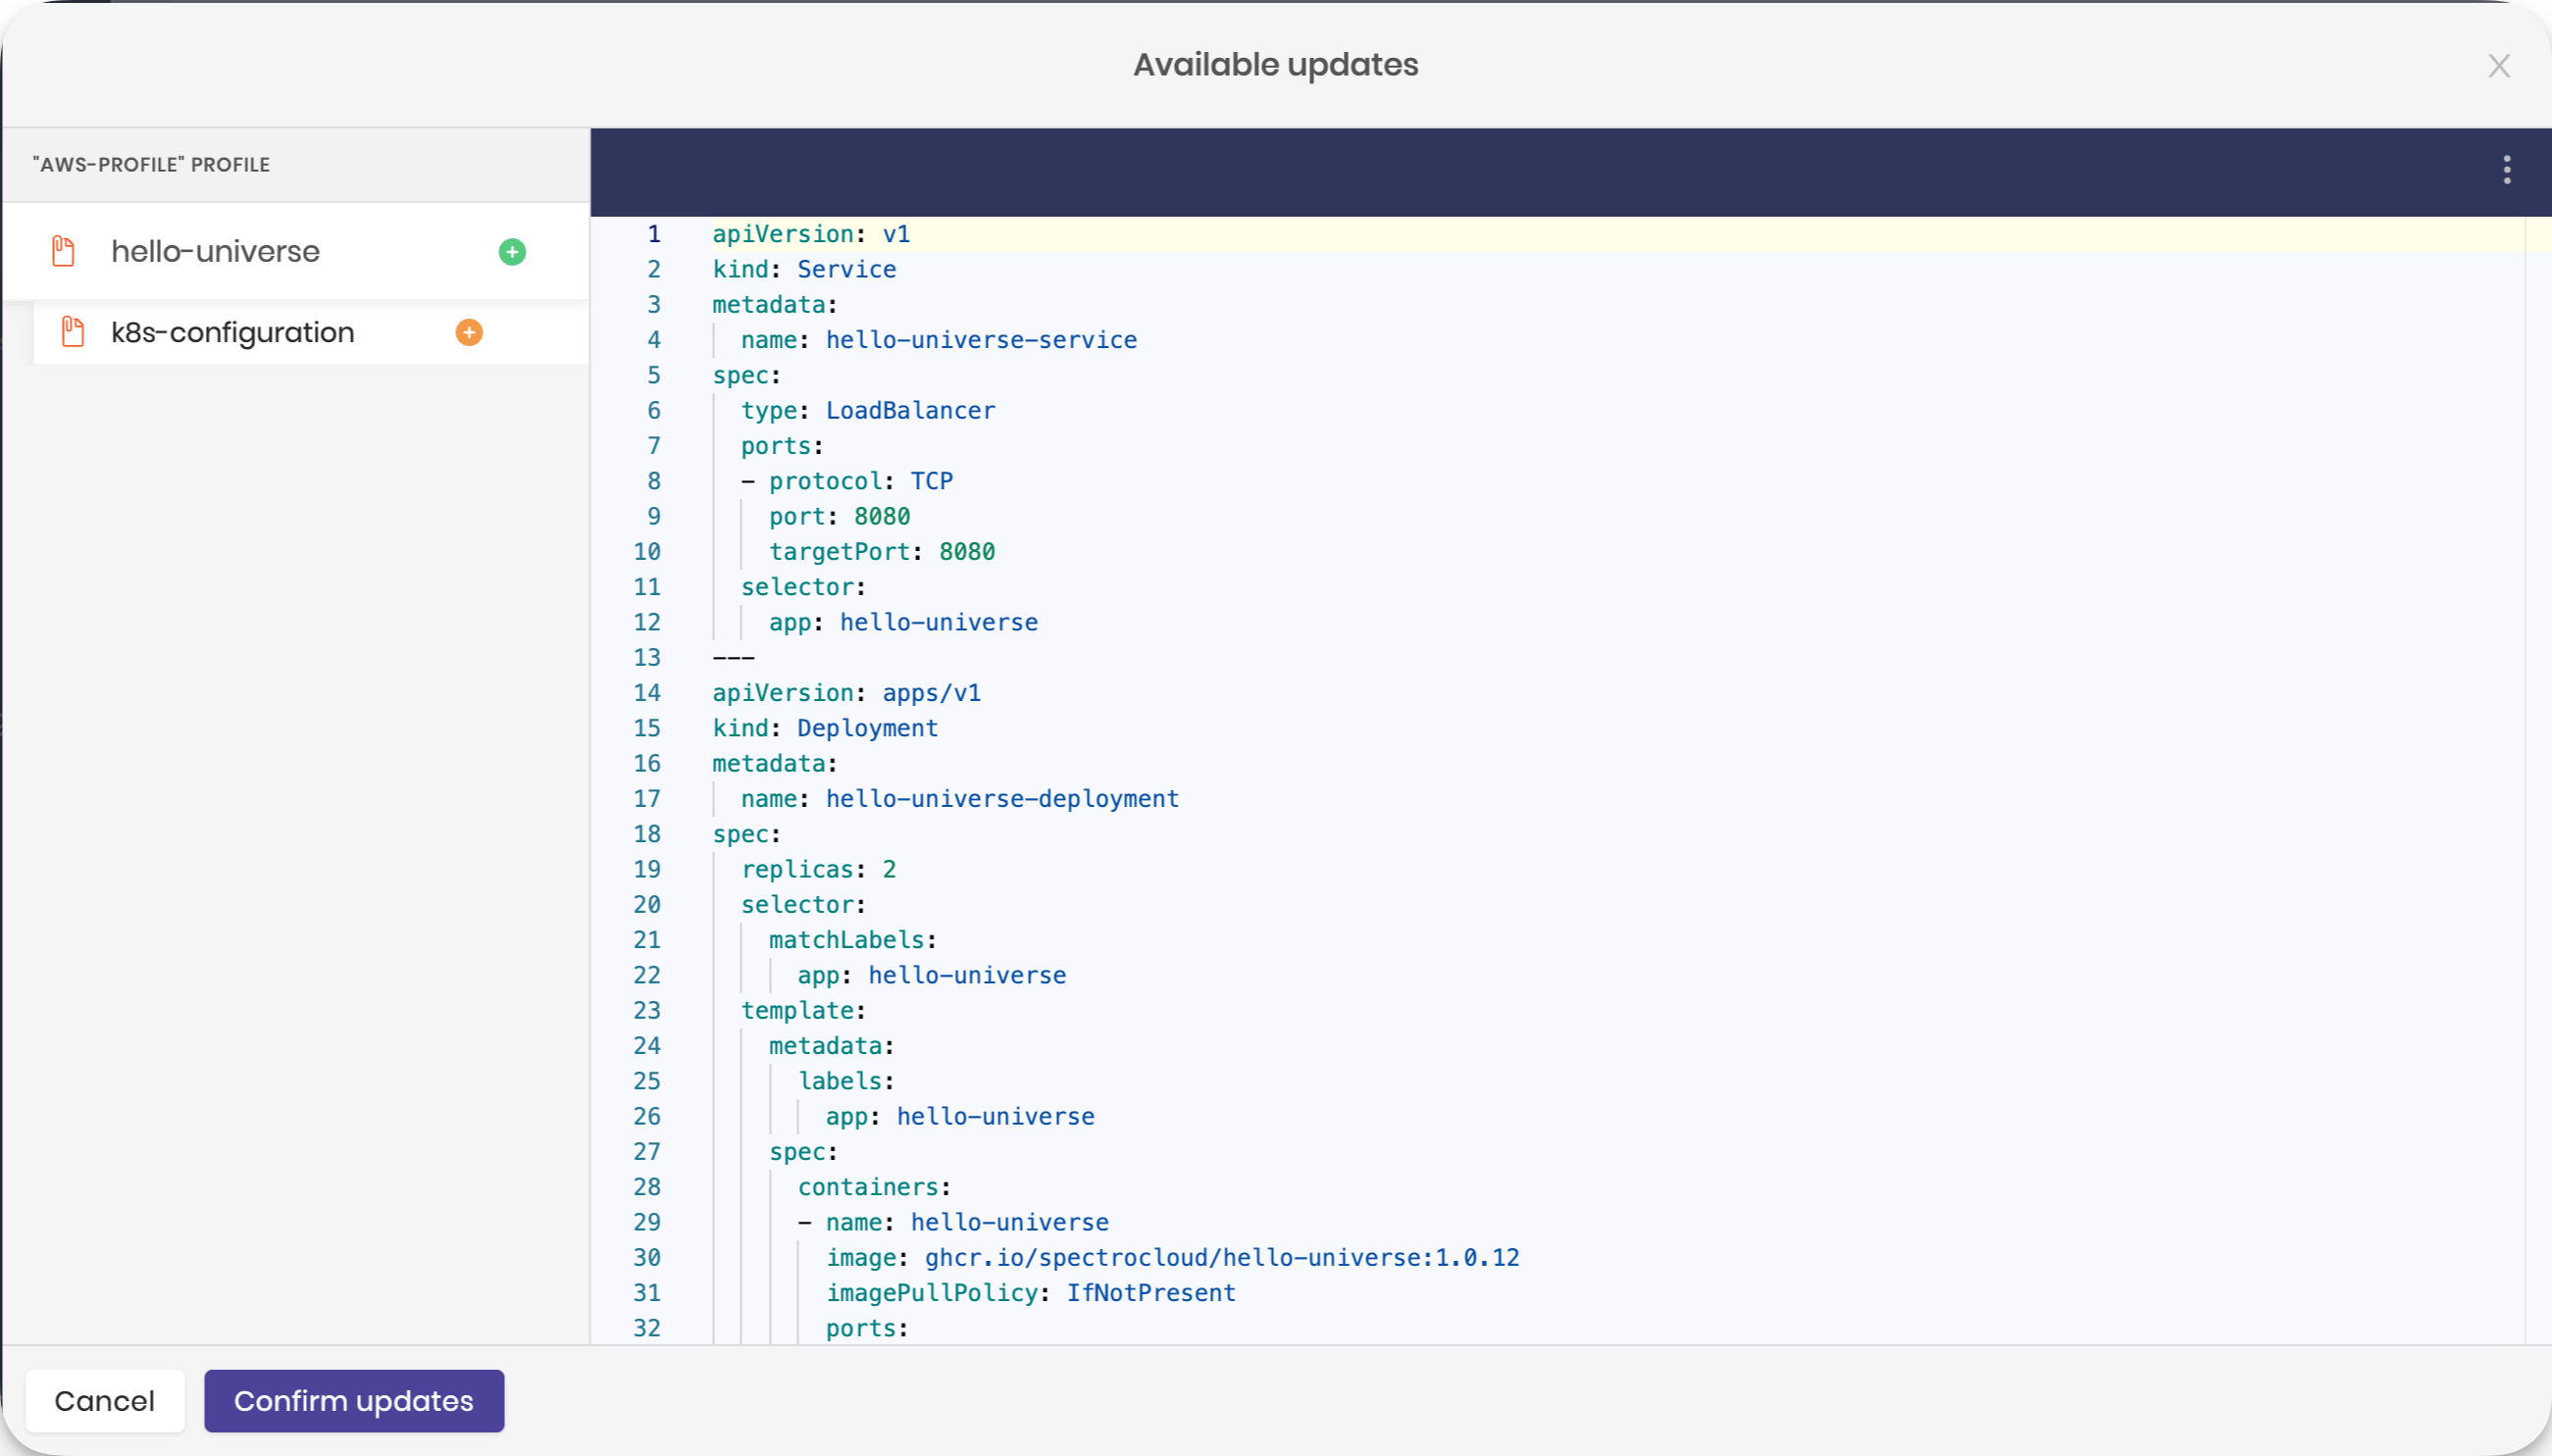 Available updates
"AWS-PROFILE" PROFILE
hello-universe
k8s-configuration
1 apiVersion: v1
2 kind: Service
3 metadata:
4   name: hello-universe-service
5 spec:
6   type: LoadBalancer
7   ports:
8   - protocol: TCP
9     port: 8080
10     targetPort: 8080
11   selector:
12     app: hello-universe
13 ---
14 apiVersion: apps/v1
15 kind: Deployment
16 metadata:
17   name: hello-universe-deployment
18 spec:
19   replicas: 2
20   selector:
21     matchLabels:
22       app: hello-universe
23   template:
24     metadata:
25       labels:
26         app: hello-universe
27     spec:
28       containers:
29       - name: hello-universe
30         image: ghcr.io/spectrocloud/hello-universe:1.0.12
31         imagePullPolicy: IfNotPresent
32         ports:
Cancel
Confirm updates